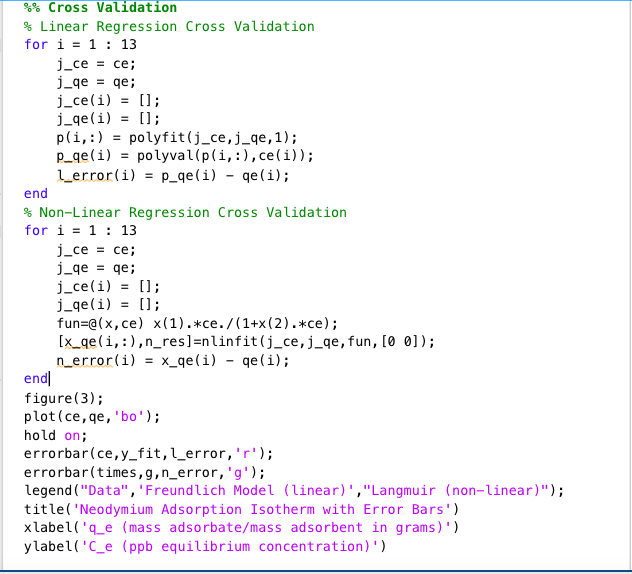 %% Cross Validation
% Linear Regression Cross Validation
for i = 1 : 13
    j_ce = ce;
    j_qe = qe;
    j_ce(i) = [];
    j_qe(i) = [];
    p(i,:) = polyfit(j_ce,j_qe,1);
    p_qe(i) = polyval(p(i,:),ce(i));
    l_error(i) = p_qe(i) - qe(i);
end
% Non-Linear Regression Cross Validation
for i = 1 : 13
    j_ce = ce;
    j_qe = qe;
    j_ce(i) = [];
    j_qe(i) = [];
    fun=@(x,ce) x(1).*ce./(1+x(2).*ce);
    [x_qe(i,:),n_res]=nlinfit(j_ce,j_qe,fun,[0 0]);
    n_error(i) = x_qe(i) - qe(i);
end
figure(3);
plot(ce,qe,'bo');
hold on;
errorbar(ce,y_fit,l_error,'r');
errorbar(times,g,n_error,'g');
legend("Data",'Freundlich Model (linear)',"Langmuir (non-linear)");
title('Neodymium Adsorption Isotherm with Error Bars')
xlabel('q_e (mass adsorbate/mass adsorbent in grams)')
ylabel('C_e (ppb equilibrium concentration)')